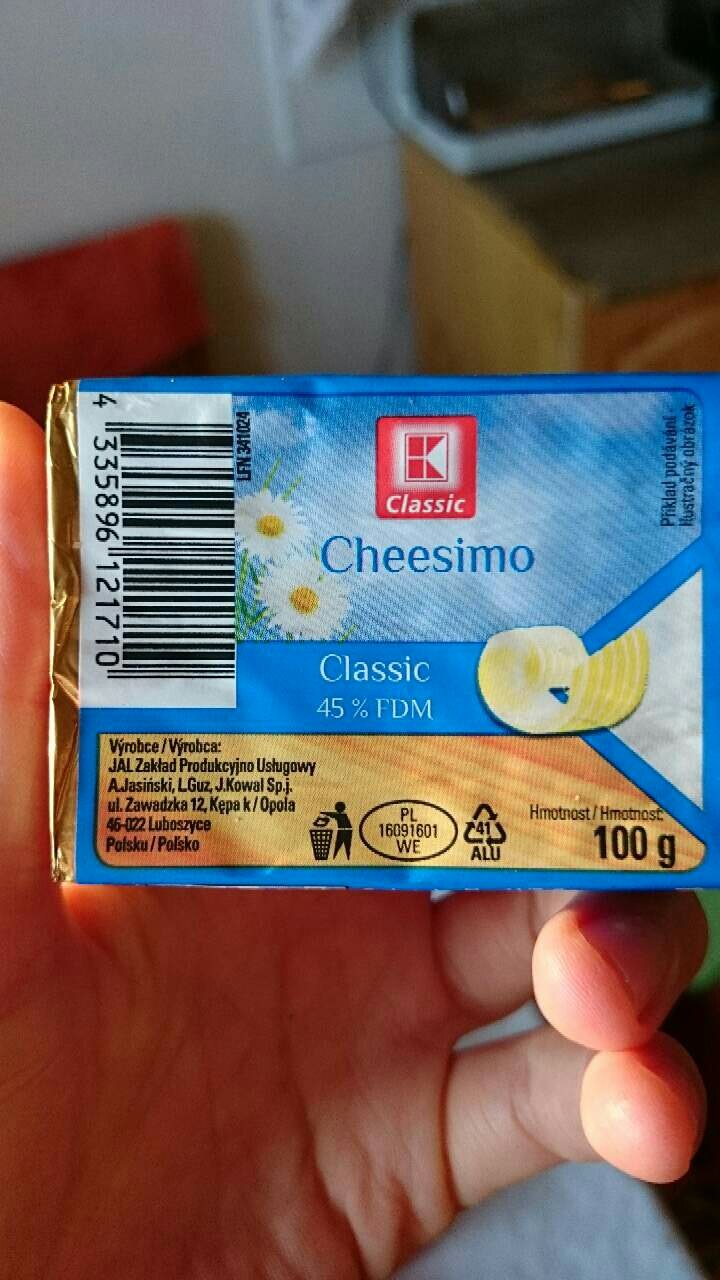 4 335896 121710
LFN 341024
K
Classic
Cheesimo
Classic
45 % FDM
Příklad podávání
Ilustračný obrázok
Výrobce / Výrobca:
JAL Zakład Produkcyjno Usługowy
A.Jasiński, L.Guz, J.Kowal Sp.j.
ul. Zawadzka 12, Kępa k / Opola
46-022 Luboszyce
Polsku / Poľsko
PL
16091601
WE
41
ALU
Hmotnost / Hmotnosť:
100 g